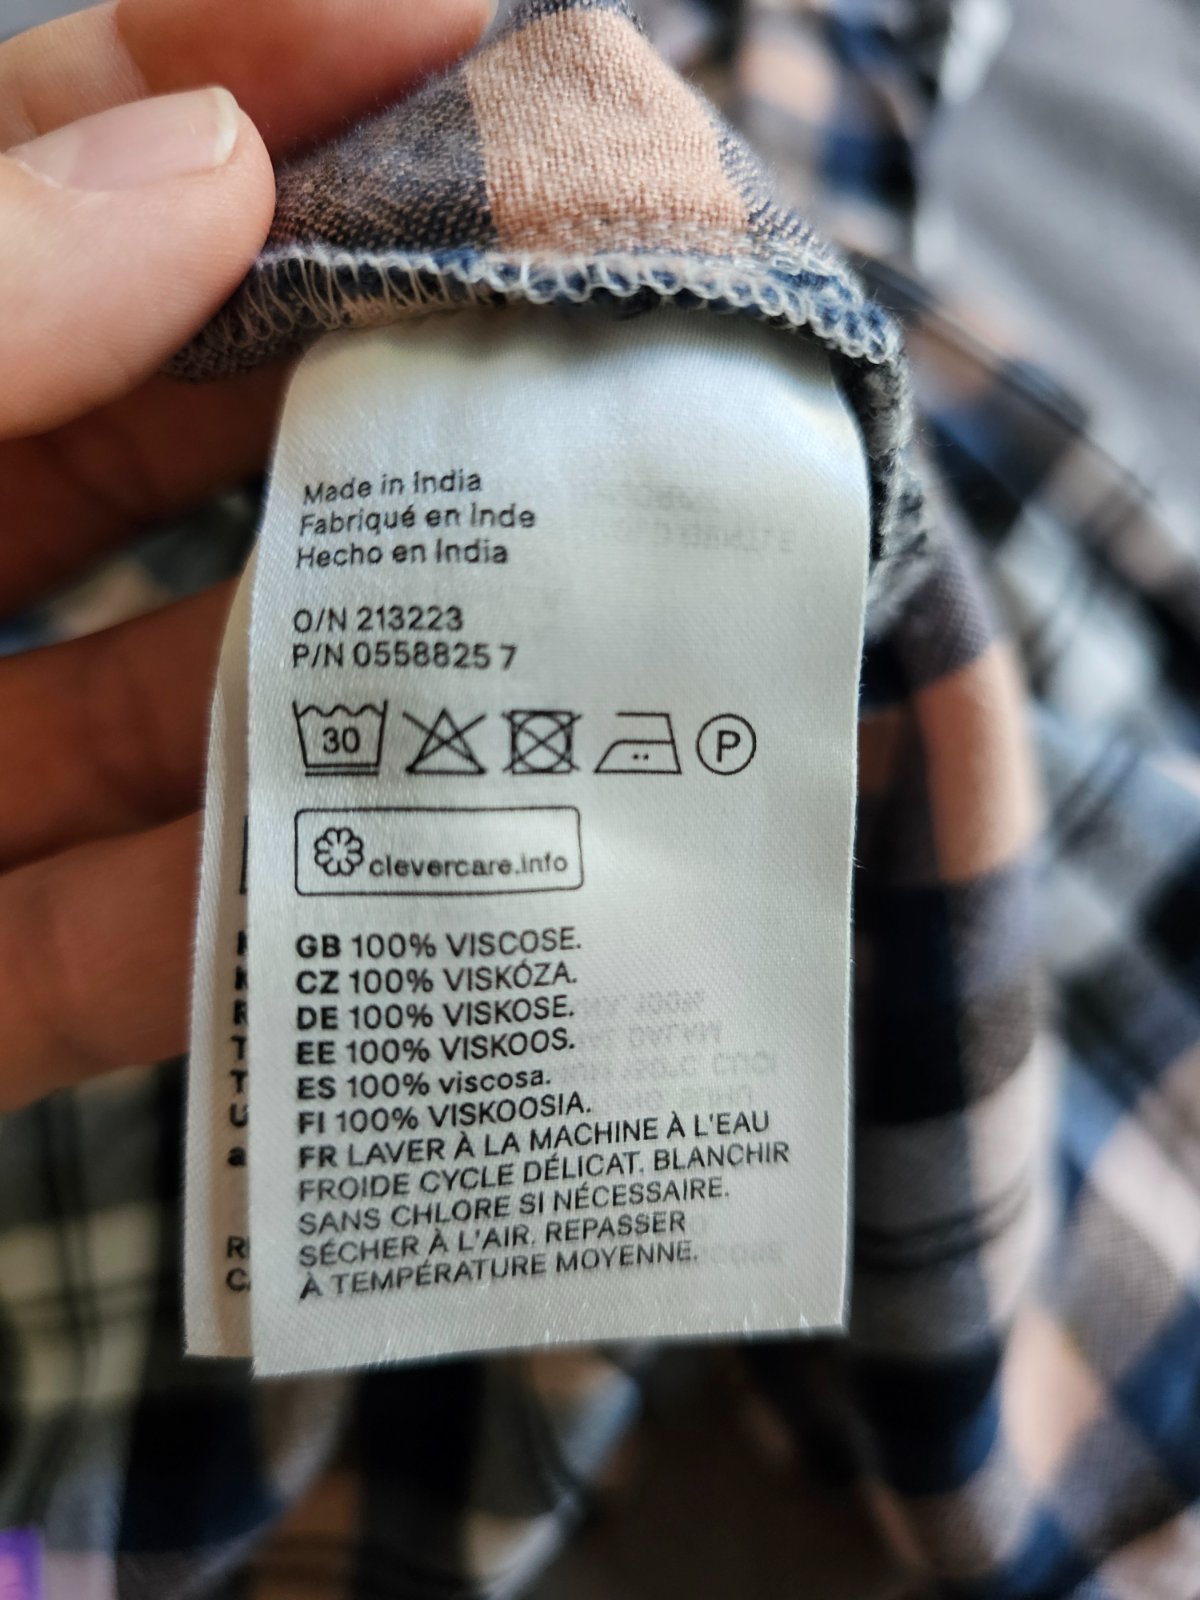 Made in India
Fabriqué en Inde
Hecho en India
O/N 213223
P/N 0558825 7
30
P
clevercare.info
GB 100% VISCOSE.
CZ 100% VISKÓZA.
DE 100% VISKOSE.
EE 100% VISKOOS.
ES 100% viscosa.
FI 100% VISKOOSIA.
FR LAVER À LA MACHINE À L'EAU
FROIDE CYCLE DÉLICAT. BLANCHIR
SANS CHLORE SI NÉCESSAIRE.
SÉCHER À L'AIR. REPASSER
À TEMPÉRATURE MOYENNE.